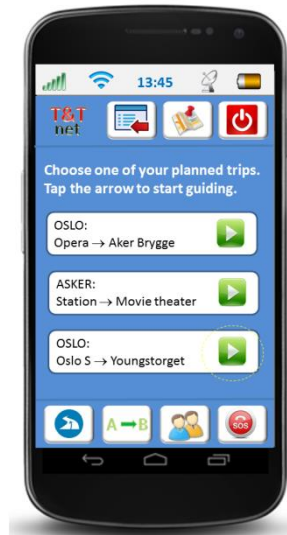 13:45
T&T
net
Choose one of your planned trips.
Tap the arrow to start guiding.
OSLO:
Opera → Aker Brygge
ASKER:
Station → Movie theater
OSLO:
Oslo S → Youngstorget
A→B
SOS